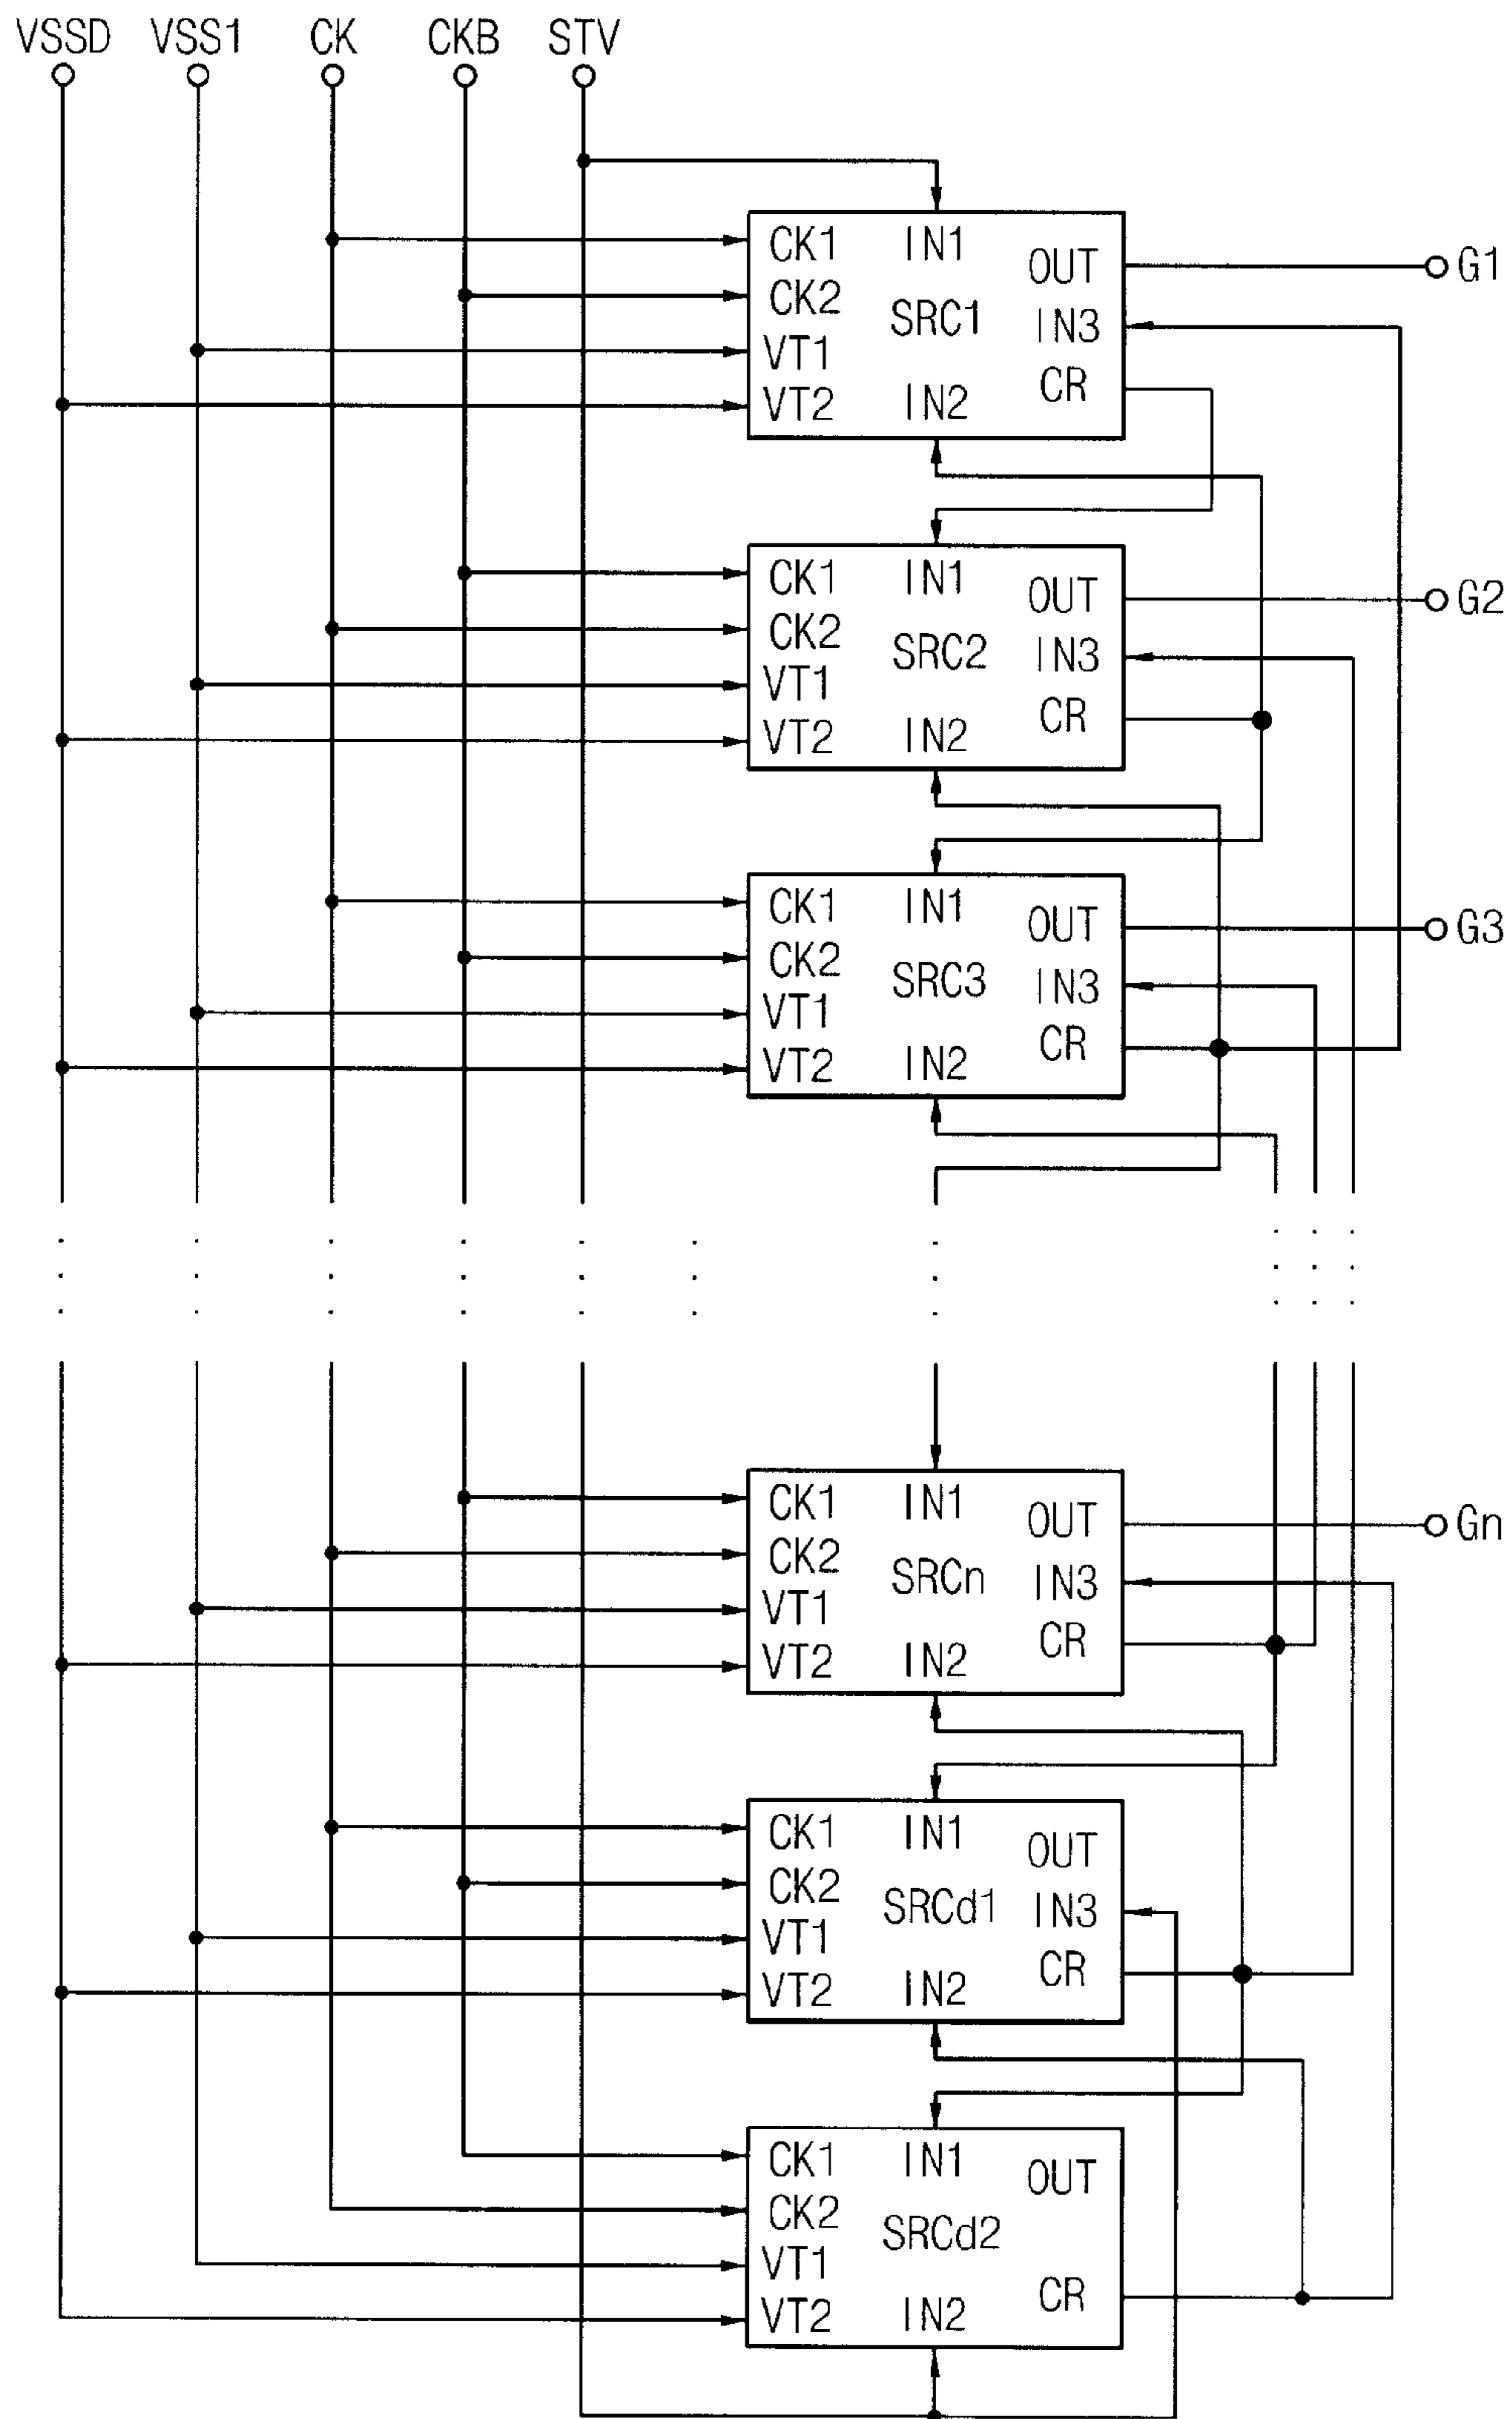 VSSD VSS1 CK CKB STV
CK1 IN1 OUT G1
CK2 SRC1 IN3
VT1 CR
VT2 IN2
CK1 IN1 OUT G2
CK2 SRC2 IN3
VT1 CR
VT2 IN2
CK1 IN1 OUT G3
CK2 SRC3 IN3
VT1 CR
VT2 IN2
CK1 IN1 OUT Gn
CK2 SRCn IN3
VT1 CR
VT2 IN2
CK1 IN1 OUT
CK2 SRCd1 IN3
VT1 CR
VT2 IN2
CK1 IN1 OUT
CK2 SRCd2
VT1 CR
VT2 IN2